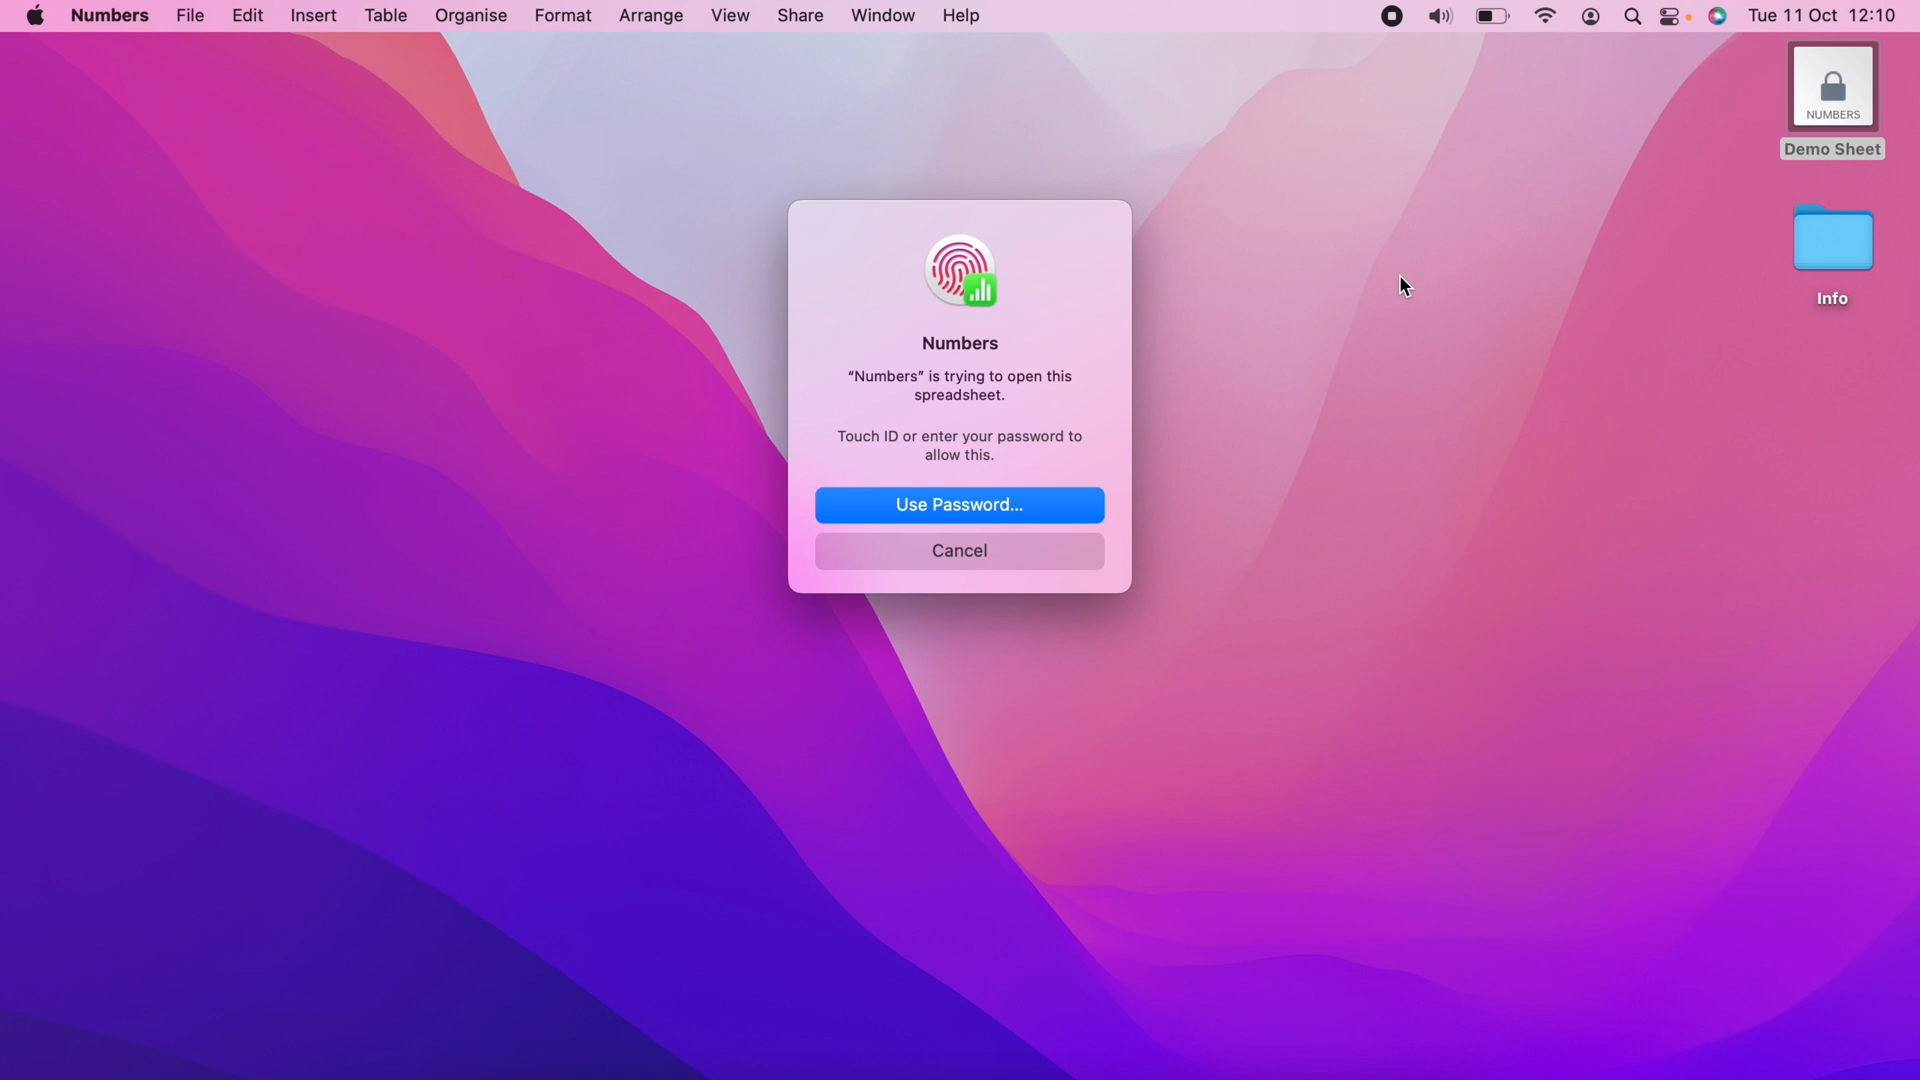 Numbers File Edit Insert Table Organise Format Arrange View Share Window Help Tue 11 Oct 12:10
NUMBERS
Demo Sheet
Info
Numbers
“Numbers” is trying to open this
spreadsheet.
Touch ID or enter your password to
allow this.
Use Password...
Cancel